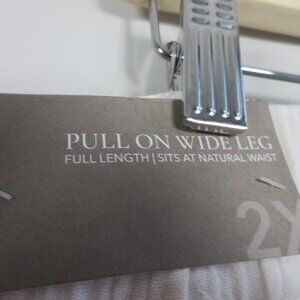 PULL ON WIDE LEG
FULL LENGTH | SITS AT NATURAL WAIST
2X